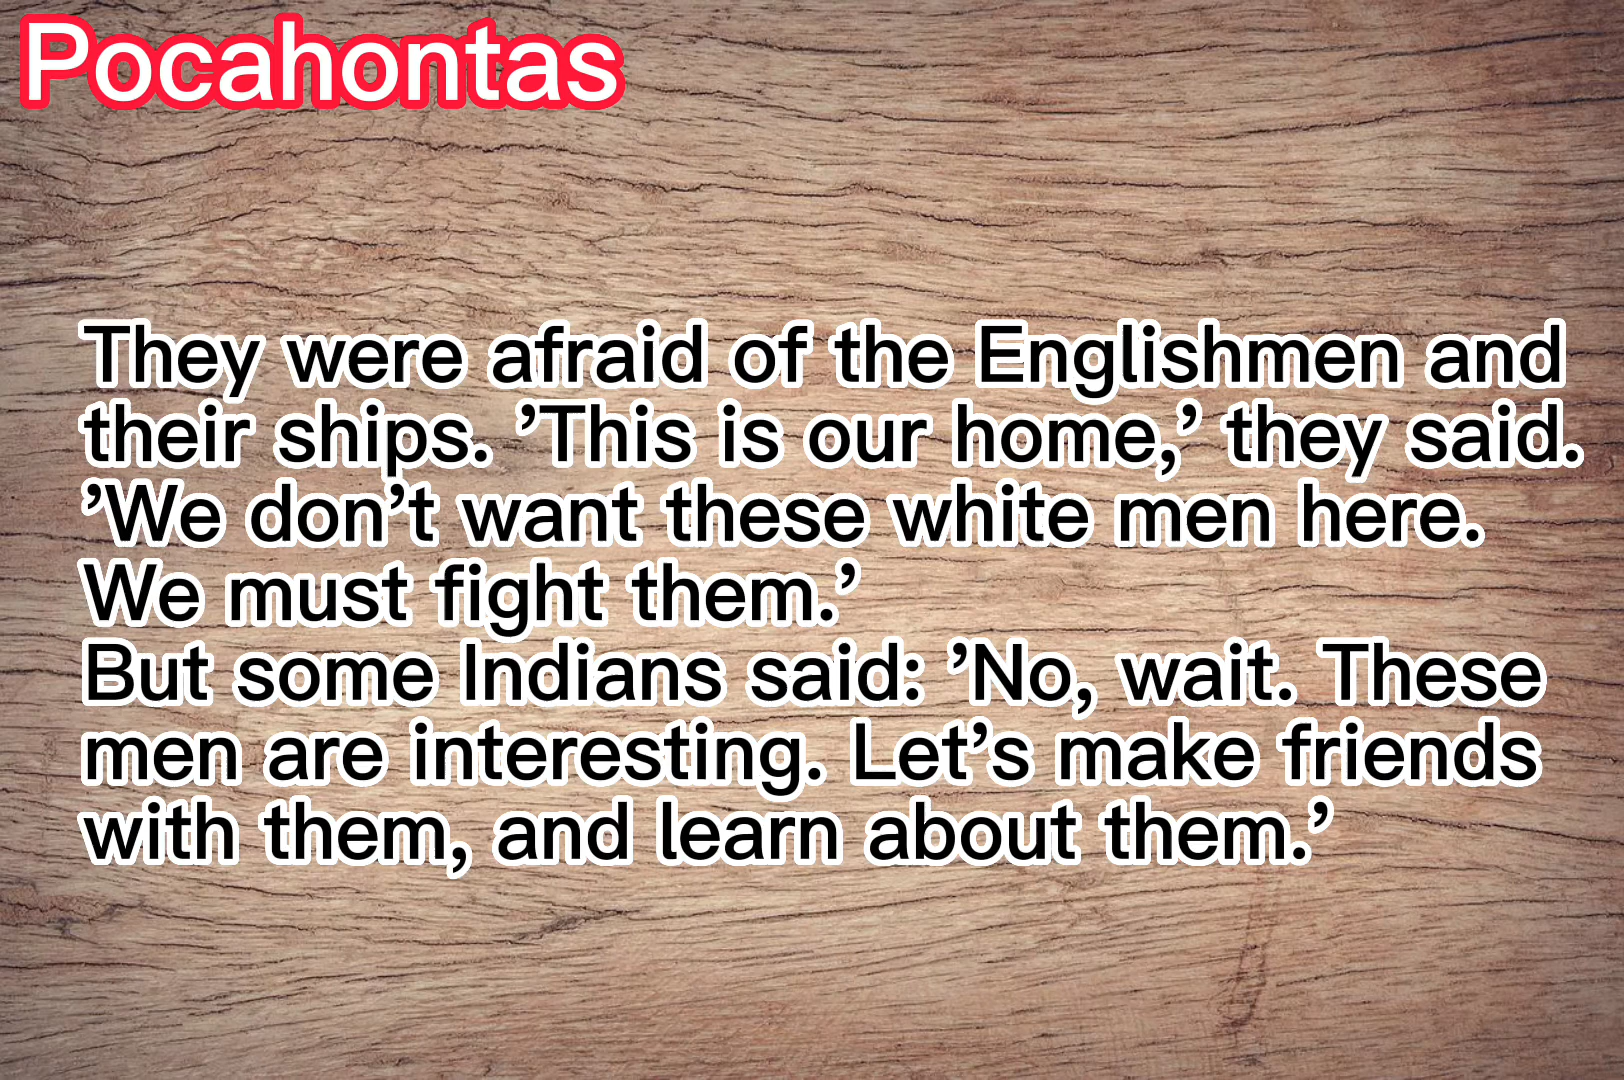 Pocahontas
They were afraid of the Englishmen and
their ships. ’This is our home,’ they said.
’We don’t want these white men here.
We must fight them.’
But some Indians said: ’No, wait. These
men are interesting. Let’s make friends
with them, and learn about them.’